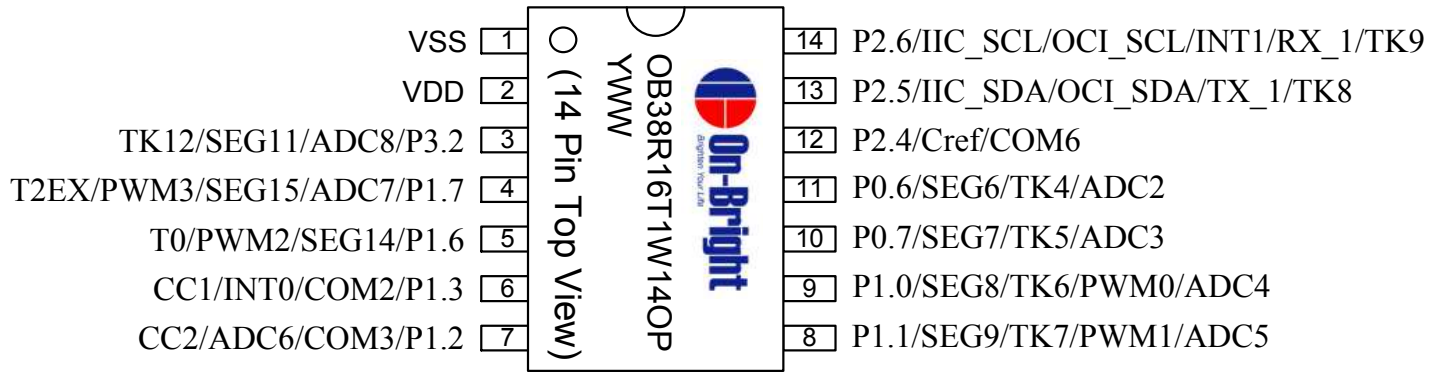 VSS 1
VDD 2
TK12/SEG11/ADC8/P3.2 3
T2EX/PWM3/SEG15/ADC7/P1.7 4
T0/PWM2/SEG14/P1.6 5
CC1/INT0/COM2/P1.3 6
CC2/ADC6/COM3/P1.2 7
(14 Pin Top View)
YWW
OB38R16T1W14OP
Brighten Your Life
On-Bright
14 P2.6/IIC_SCL/OCI_SCL/INT1/RX_1/TK9
13 P2.5/IIC_SDA/OCI_SDA/TX_1/TK8
12 P2.4/Cref/COM6
11 P0.6/SEG6/TK4/ADC2
10 P0.7/SEG7/TK5/ADC3
9 P1.0/SEG8/TK6/PWM0/ADC4
8 P1.1/SEG9/TK7/PWM1/ADC5